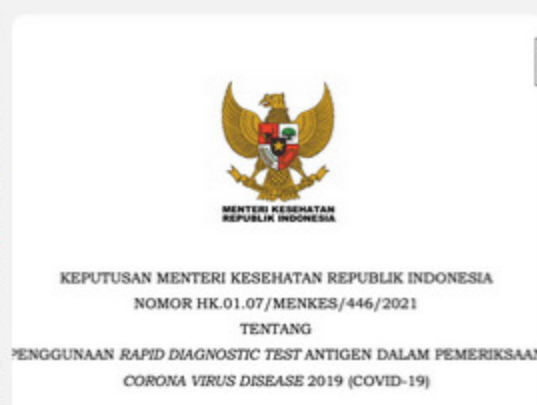 MENTERI KESEHATAN
REPUBLIK INDONESIA
KEPUTUSAN MENTERI KESEHATAN REPUBLIK INDONESIA
NOMOR HK.01.07/MENKES/446/2021
TENTANG
PENGGUNAAN RAPID DIAGNOSTIC TEST ANTIGEN DALAM PEMERIKSAAN
CORONA VIRUS DISEASE 2019 (COVID-19)